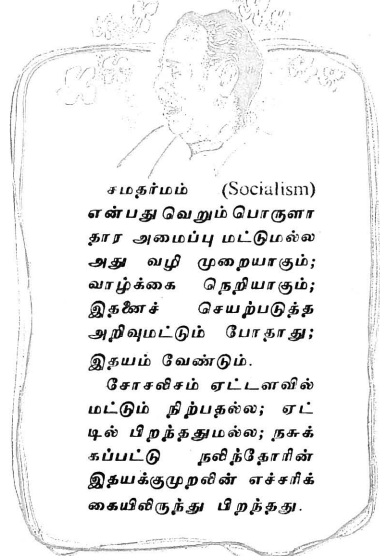 சமதர்மம் (Socialism)
என்பது வெறும் பொருளா
தார அமைப்பு மட்டுமல்ல
அது வழி முறையாகும்;
வாழ்க்கை நெறியாகும்;
இதனைச் செயற்படுத்த
அறிவுமட்டும் போதாது;
இதயம் வேண்டும்.
சோசலிசம் ஏட்டளவில்
மட்டும் நிற்பதல்ல; ஏட்
டில் பிறந்ததுமல்ல; நசுக்
கப்பட்டு நலிந்தோரின்
இதயக்குமுறலின் எச்சரிக்
கையிலிருந்து பிறந்தது.